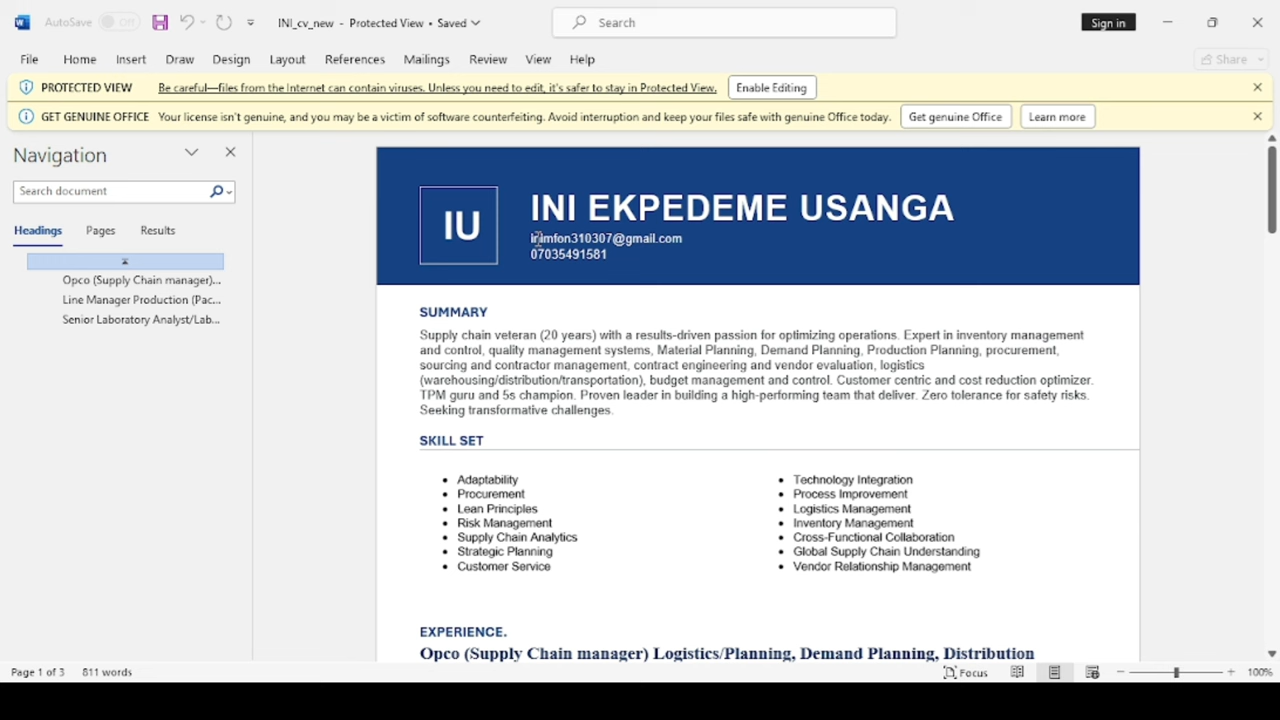 AutoSave Off INI_cv_new - Protected View • Saved Search Sign in
File Home Insert Draw Design Layout References Mailings Review View Help Share
PROTECTED VIEW Be careful—files from the Internet can contain viruses. Unless you need to edit, it's safer to stay in Protected View. Enable Editing
GET GENUINE OFFICE Your license isn't genuine, and you may be a victim of software counterfeiting. Avoid interruption and keep your files safe with genuine Office today. Get genuine Office Learn more
Navigation
Search document
Headings Pages Results
Opco (Supply Chain manager)...
Line Manager Production (Pac...
Senior Laboratory Analyst/Lab...
IU
INI EKPEDEME USANGA
inimfon310307@gmail.com
07035491581
SUMMARY
Supply chain veteran (20 years) with a results-driven passion for optimizing operations. Expert in inventory management
and control, quality management systems, Material Planning, Demand Planning, Production Planning, procurement,
sourcing and contractor management, contract engineering and vendor evaluation, logistics
(warehousing/distribution/transportation), budget management and control. Customer centric and cost reduction optimizer.
TPM guru and 5s champion. Proven leader in building a high-performing team that deliver. Zero tolerance for safety risks.
Seeking transformative challenges.
SKILL SET
• Adaptability
• Procurement
• Lean Principles
• Risk Management
• Supply Chain Analytics
• Strategic Planning
• Customer Service
• Technology Integration
• Process Improvement
• Logistics Management
• Inventory Management
• Cross-Functional Collaboration
• Global Supply Chain Understanding
• Vendor Relationship Management
EXPERIENCE.
Opco (Supply Chain manager) Logistics/Planning, Demand Planning, Distribution
Page 1 of 3 811 words Focus 100%